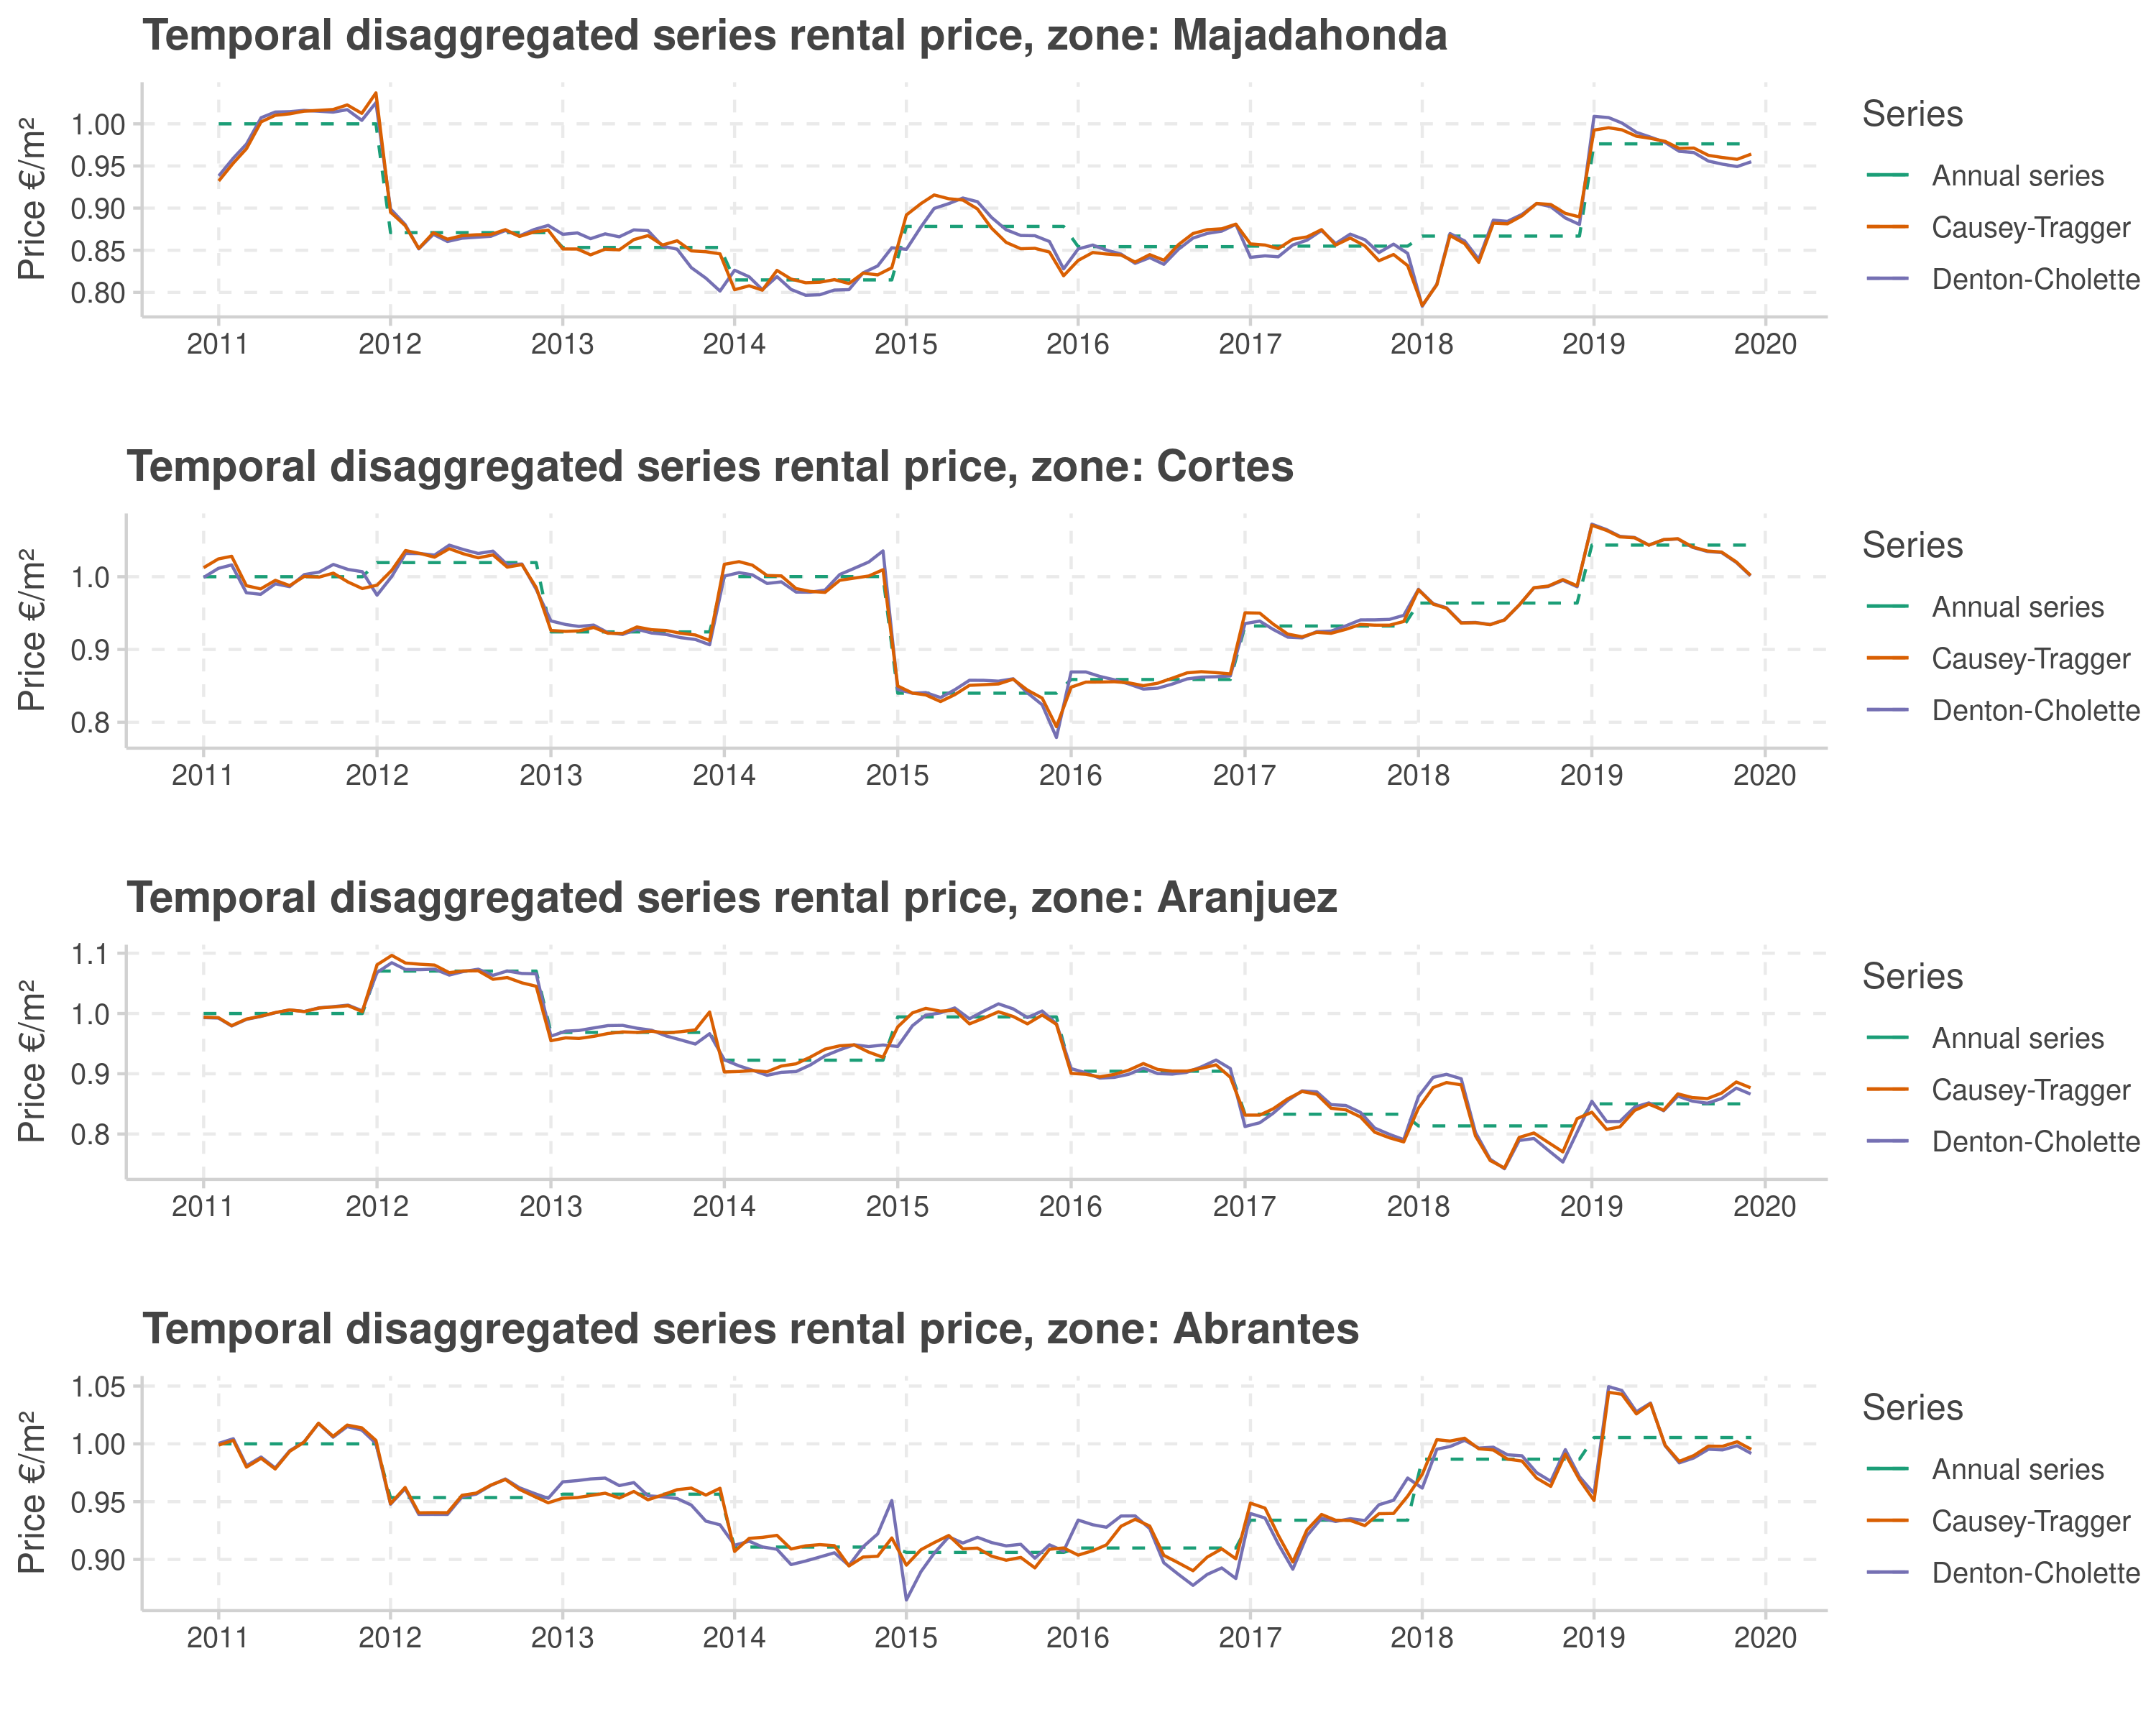 Temporal disaggregated series rental price, zone: Majadahonda
Price €/m²
1.00
0.95
0.90
0.85
0.80
2011 2012 2013 2014 2015 2016 2017 2018 2019 2020
Series
Annual series
Causey-Tragger
Denton-Cholette
Temporal disaggregated series rental price, zone: Cortes
Price €/m²
1.0
0.9
0.8
2011 2012 2013 2014 2015 2016 2017 2018 2019 2020
Series
Annual series
Causey-Tragger
Denton-Cholette
Temporal disaggregated series rental price, zone: Aranjuez
Price €/m²
1.1
1.0
0.9
0.8
2011 2012 2013 2014 2015 2016 2017 2018 2019 2020
Series
Annual series
Causey-Tragger
Denton-Cholette
Temporal disaggregated series rental price, zone: Abrantes
Price €/m²
1.05
1.00
0.95
0.90
2011 2012 2013 2014 2015 2016 2017 2018 2019 2020
Series
Annual series
Causey-Tragger
Denton-Cholette